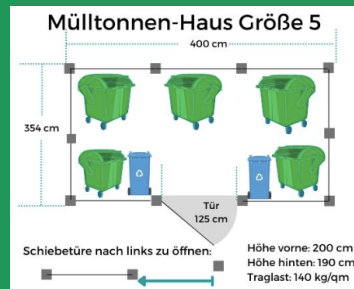 Mülltonnen-Haus Größe 5
400 cm
354 cm
Tür
125 cm
Schiebetüre nach links zu öffnen:
Höhe vorne: 200 cm
Höhe hinten: 190 cm
Traglast: 140 kg/qm